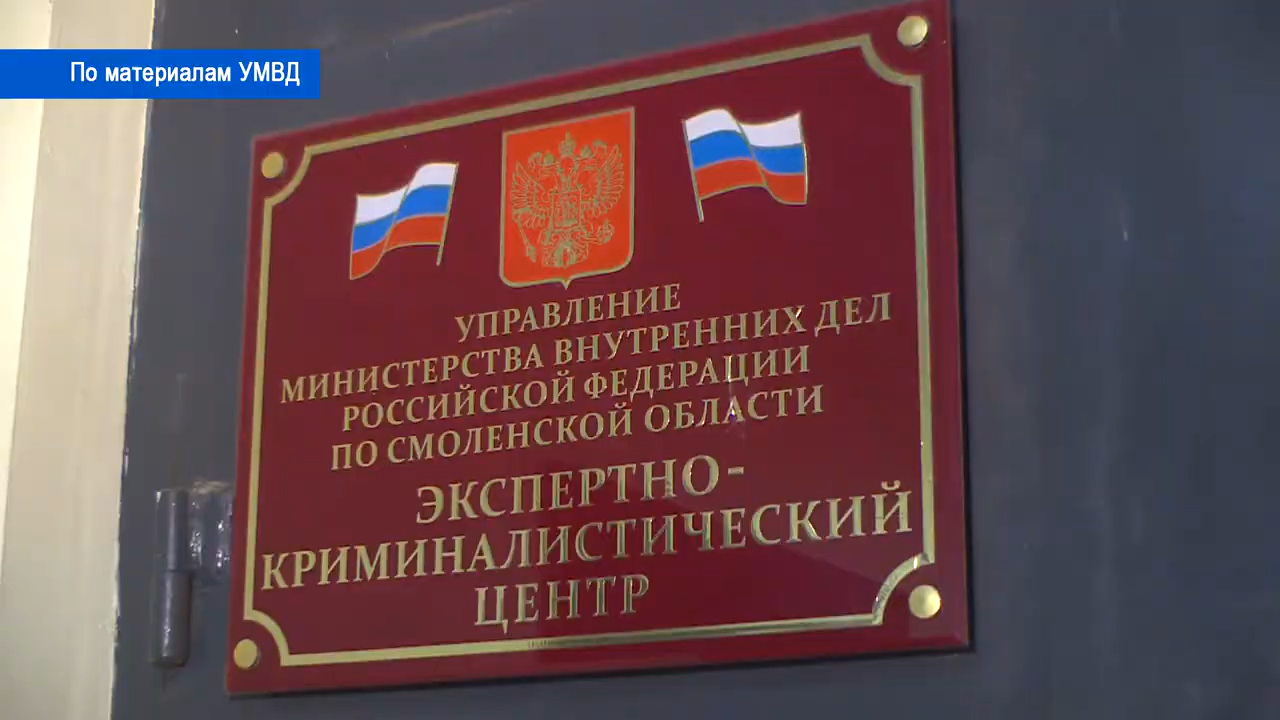 По материалам УМВД
УПРАВЛЕНИЕ
МИНИСТЕРСТВА ВНУТРЕННИХ ДЕЛ
РОССИЙСКОЙ ФЕДЕРАЦИИ
ПО СМОЛЕНСКОЙ ОБЛАСТИ
ЭКСПЕРТНО-
КРИМИНАЛИСТИЧЕСКИЙ
ЦЕНТР